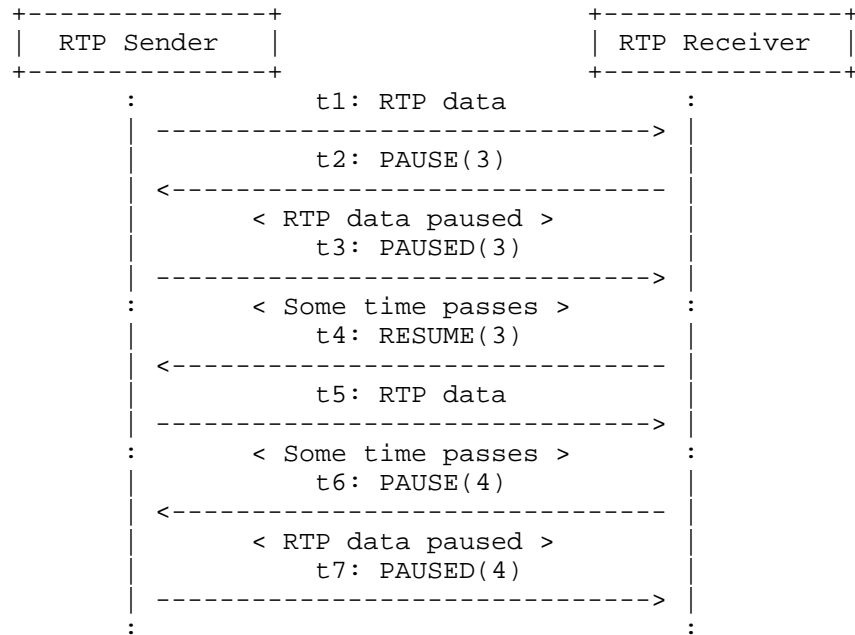 RTP Sender RTP Receiver
t1: RTP data
t2: PAUSE(3)
< RTP data paused >
t3: PAUSED(3)
< Some time passes >
t4: RESUME(3)
t5: RTP data
< Some time passes >
t6: PAUSE(4)
< RTP data paused >
t7: PAUSED(4)